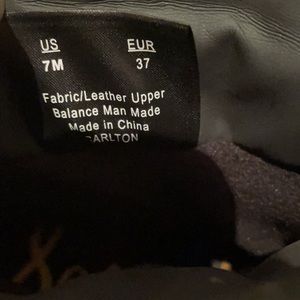 US EUR
7M 37
Fabric/Leather Upper
Balance Man Made
Made in China
CARLTON